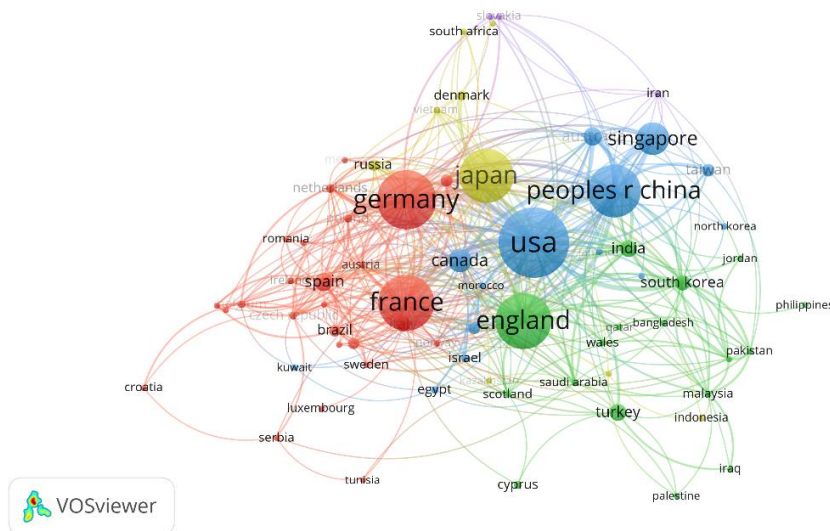 slovakia
south africa
denmark
iran
vietnam
singapore
russia
japan
taiwan
netherlands
germany
peoples r china
north korea
romania
usa
india
austria
canada
jordan
spain
morocco
south korea
france
philippines
czech republic
england
bangladesh
qatar
brazil
wales
israel
pakistan
kuwait
sweden
saudi arabia
croatia
egypt
scotland
malaysia
luxembourg
turkey
indonesia
serbia
iraq
tunisia
cyprus
palestine
VOSviewer